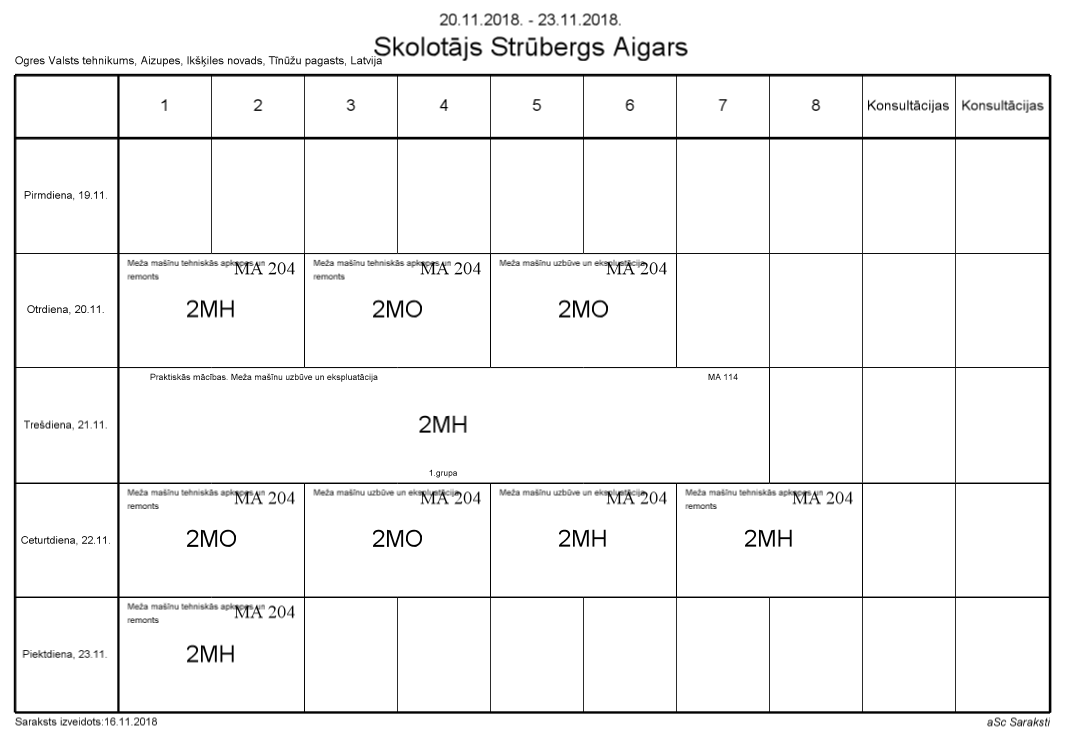 20.11.2018. - 23.11.2018.
Skolotājs Strūbergs Aigars
Ogres Valsts tehnikums, Aizupes, Ikšķiles novads, Tīnūžu pagasts, Latvija
1 2 3 4 5 6 7 8 Konsultācijas Konsultācijas
Pirmdiena, 19.11.
Otrdiena, 20.11.
Meža mašīnu tehniskās apkopes un
remonts
MA 204
2MH
Meža mašīnu tehniskās apkopes un
remonts
MA 204
2MO
Meža mašīnu uzbūve un ekspluatācija
MA 204
2MO
Trešdiena, 21.11.
Praktiskās mācības. Meža mašīnu uzbūve un ekspluatācija
MA 114
2MH
1.grupa
Ceturtdiena, 22.11.
Meža mašīnu tehniskās apkopes un
remonts
MA 204
2MO
Meža mašīnu uzbūve un ekspluatācija
MA 204
2MO
Meža mašīnu uzbūve un ekspluatācija
MA 204
2MH
Meža mašīnu tehniskās apkopes un
remonts
MA 204
2MH
Piektdiena, 23.11.
Meža mašīnu tehniskās apkopes un
remonts
MA 204
2MH
Saraksts izveidots:16.11.2018
aSc Saraksti